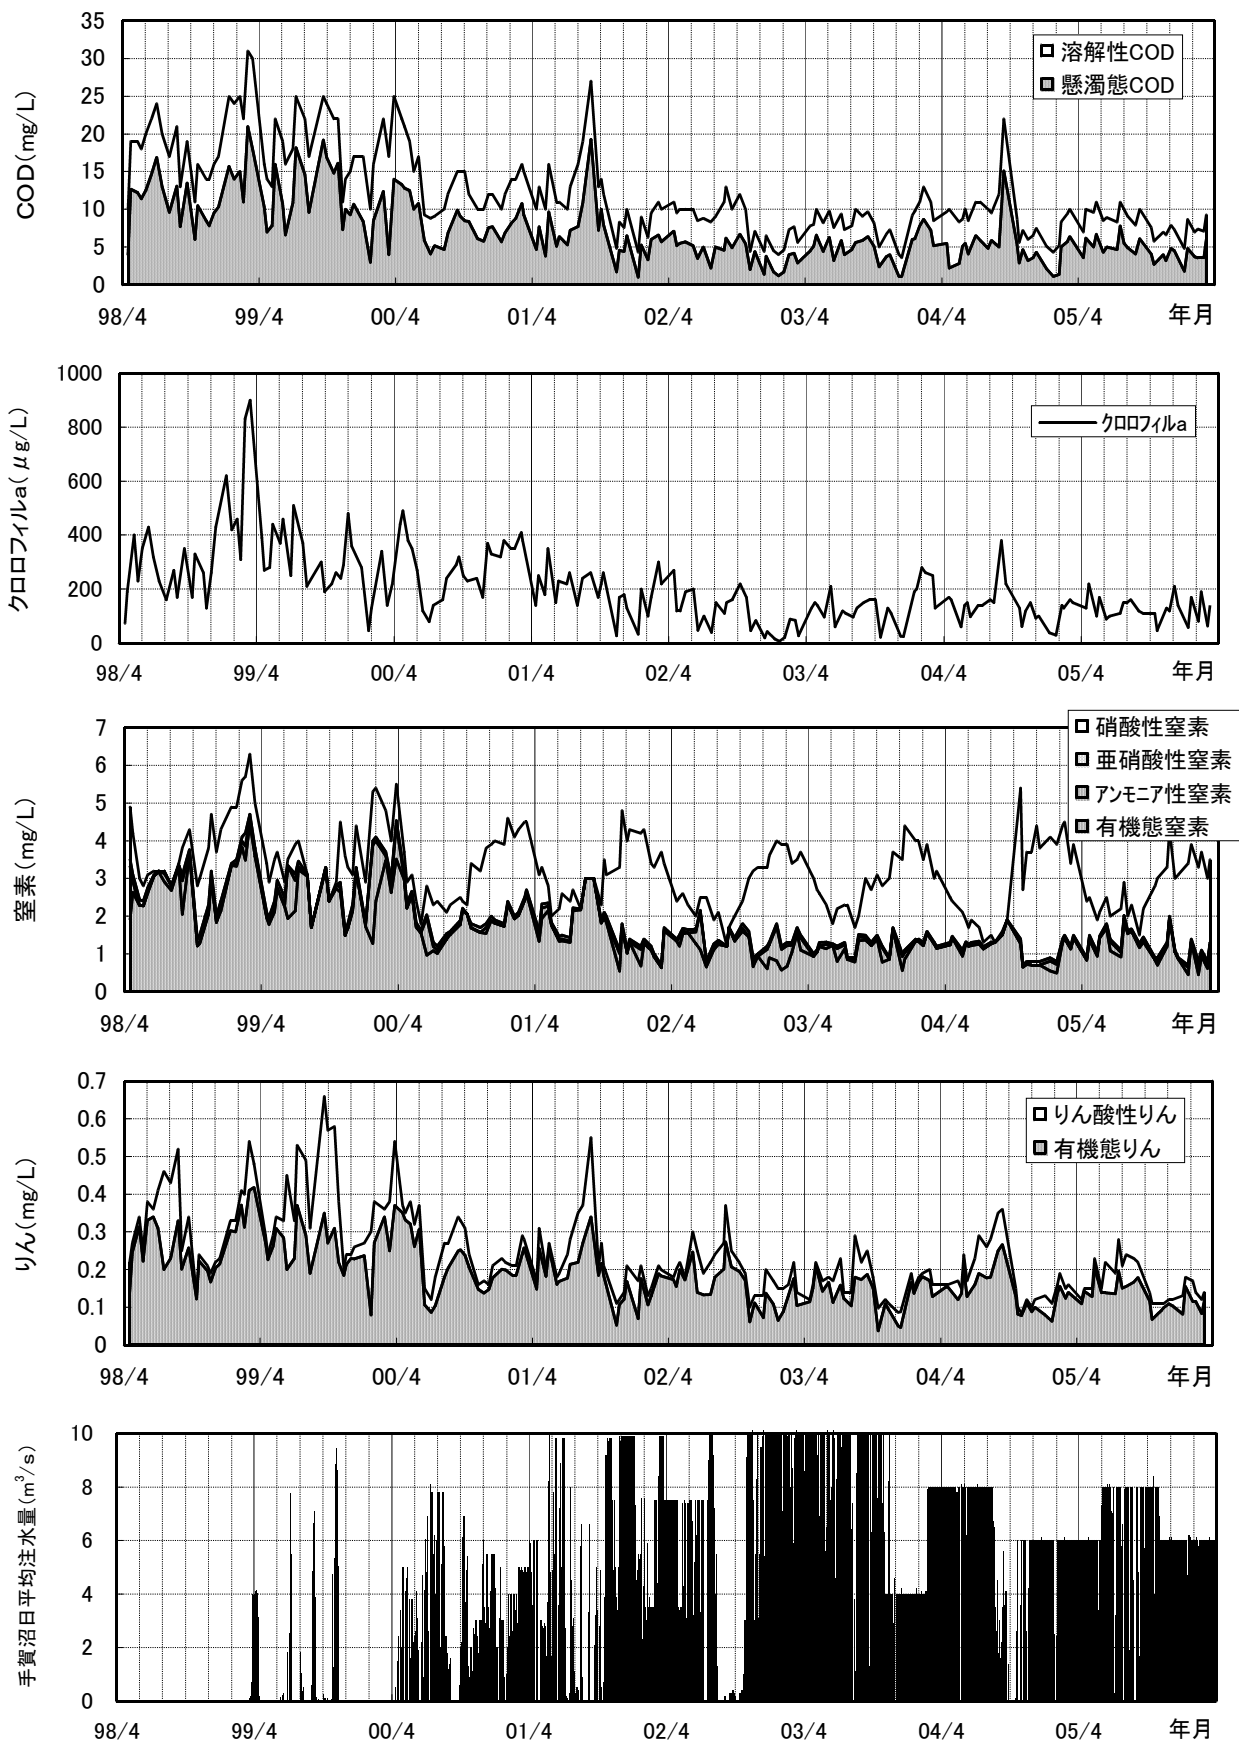 COD(mg/L)
35
30
25
20
15
10
5
0
溶解性COD
懸濁態COD
98/4 99/4 00/4 01/4 02/4 03/4 04/4 05/4 年月
クロロフィルa(μg/L)
1000
800
600
400
200
0
クロロフィルa
98/4 99/4 00/4 01/4 02/4 03/4 04/4 05/4 年月
窒素(mg/L)
7
6
5
4
3
2
1
0
硝酸性窒素
亜硝酸性窒素
アンモニア性窒素
有機態窒素
98/4 99/4 00/4 01/4 02/4 03/4 04/4 05/4 年月
りん(mg/L)
0.7
0.6
0.5
0.4
0.3
0.2
0.1
0
りん酸性りん
有機態りん
98/4 99/4 00/4 01/4 02/4 03/4 04/4 05/4 年月
手賀沼日平均注水量(m³/s)
10
8
6
4
2
0
98/4 99/4 00/4 01/4 02/4 03/4 04/4 05/4 年月